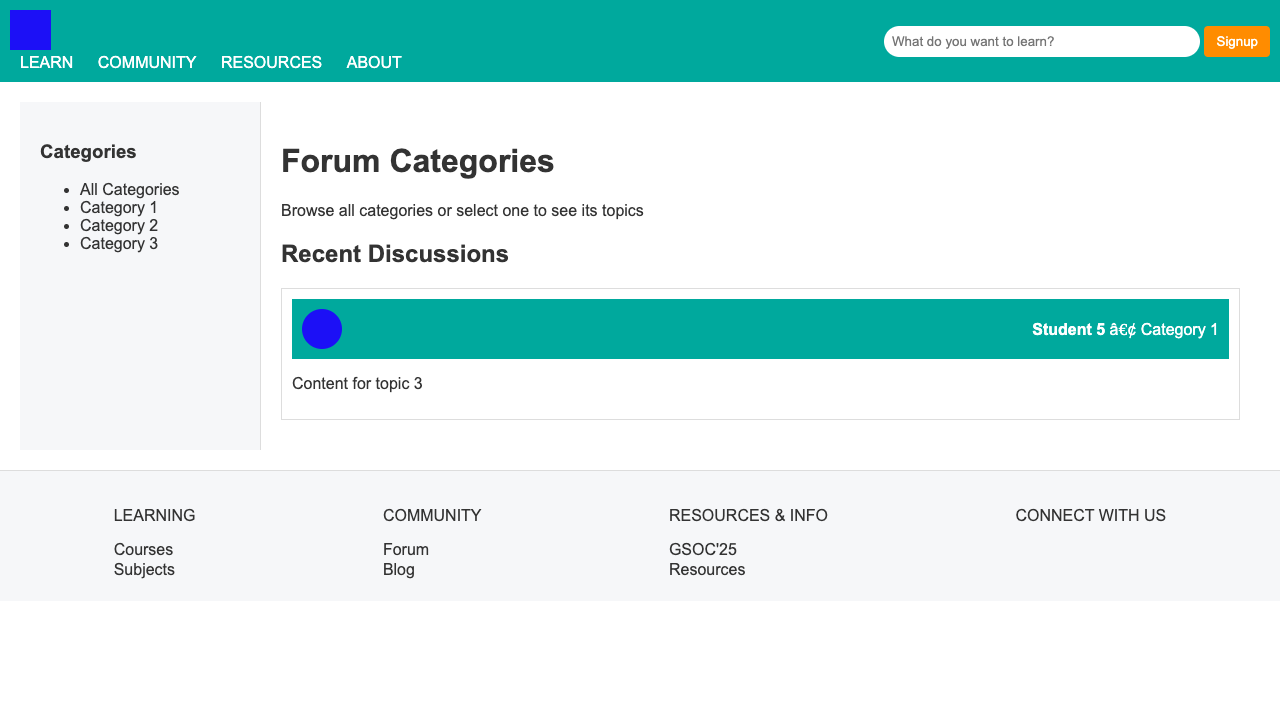 LEARN COMMUNITY RESOURCES ABOUT
What do you want to learn? Signup
Categories
All Categories
Category 1
Category 2
Category 3
Forum Categories
Browse all categories or select one to see its topics
Recent Discussions
Student 5 â€¢ Category 1
Content for topic 3
LEARNING
Courses
Subjects
COMMUNITY
Forum
Blog
RESOURCES & INFO
GSOC'25
Resources
CONNECT WITH US